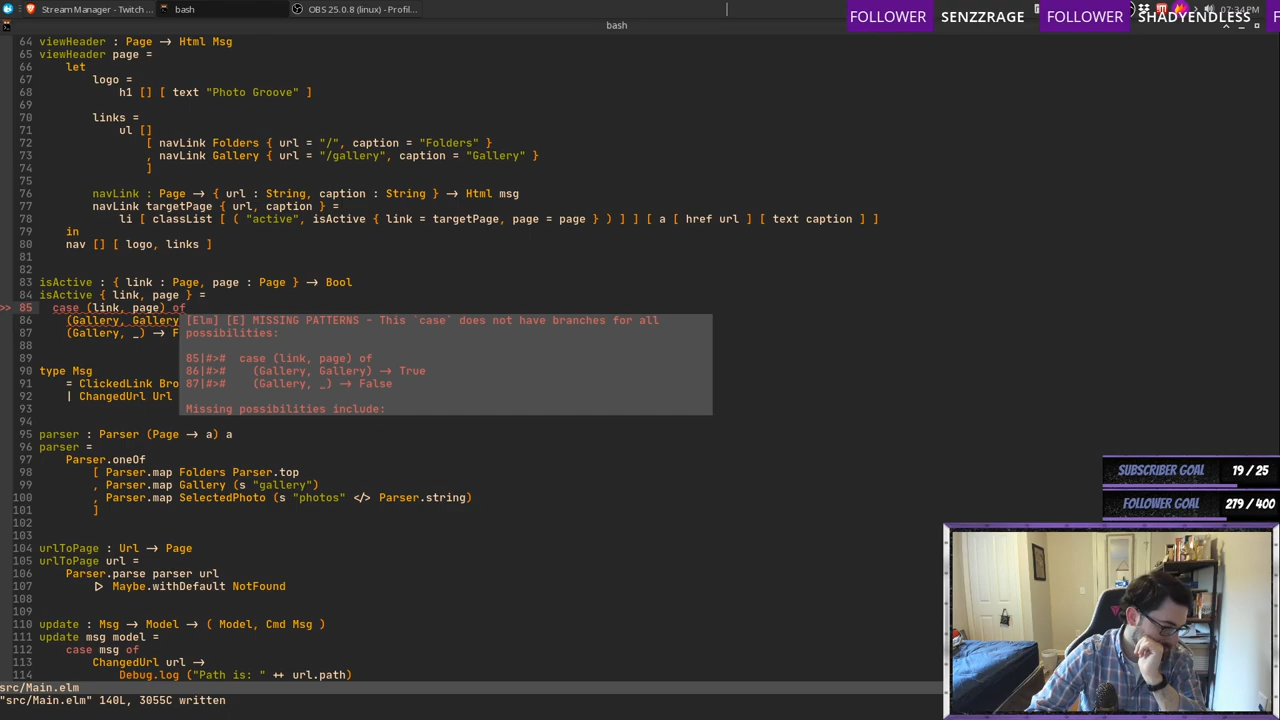 Stream Manager - Twitch ...
bash
OBS 25.0.8 (linux) - Profil...
07:34 PM
bash
FOLLOWER SENZZRAGE FOLLOWER SHADYENDLESS
64 viewHeader : Page → Html Msg
65 viewHeader page =
66 let
67 logo =
68 h1 [] [ text "Photo Groove" ]
69
70 links =
71 ul []
72 [ navLink Folders { url = "/", caption = "Folders" }
73 , navLink Gallery { url = "/gallery", caption = "Gallery" }
74 ]
75
76 navLink : Page → { url : String, caption : String } → Html msg
77 navLink targetPage { url, caption } =
78 li [ classList [ ( "active", isActive { link = targetPage, page = page } ) ] ] [ a [ href url ] [ text caption ] ]
79 in
80 nav [] [ logo, links ]
81
82
83 isActive : { link : Page, page : Page } → Bool
84 isActive { link, page } =
>> 85 case (link, page) of
86 (Gallery, Gallery
87 (Gallery, _) → F
[Elm] [E] MISSING PATTERNS - This `case` does not have branches for all
possibilities:
85|#># case (link, page) of
86|#># (Gallery, Gallery) → True
87|#># (Gallery, _) → False
Missing possibilities include:
88
89
90 type Msg
91 = ClickedLink Bro
92 | ChangedUrl Url
93
94
95 parser : Parser (Page → a) a
96 parser =
97 Parser.oneOf
98 [ Parser.map Folders Parser.top
99 , Parser.map Gallery (s "gallery")
100 , Parser.map SelectedPhoto (s "photos" </> Parser.string)
101 ]
102
103
104 urlToPage : Url → Page
105 urlToPage url =
106 Parser.parse parser url
107 ▷ Maybe.withDefault NotFound
108
109
110 update : Msg → Model → ( Model, Cmd Msg )
111 update msg model =
112 case msg of
113 ChangedUrl url →
114 Debug.log ("Path is: " ++ url.path)
src/Main.elm
"src/Main.elm" 140L, 3055C written
SUBSCRIBER GOAL 19 / 25
FOLLOWER GOAL 279 / 400